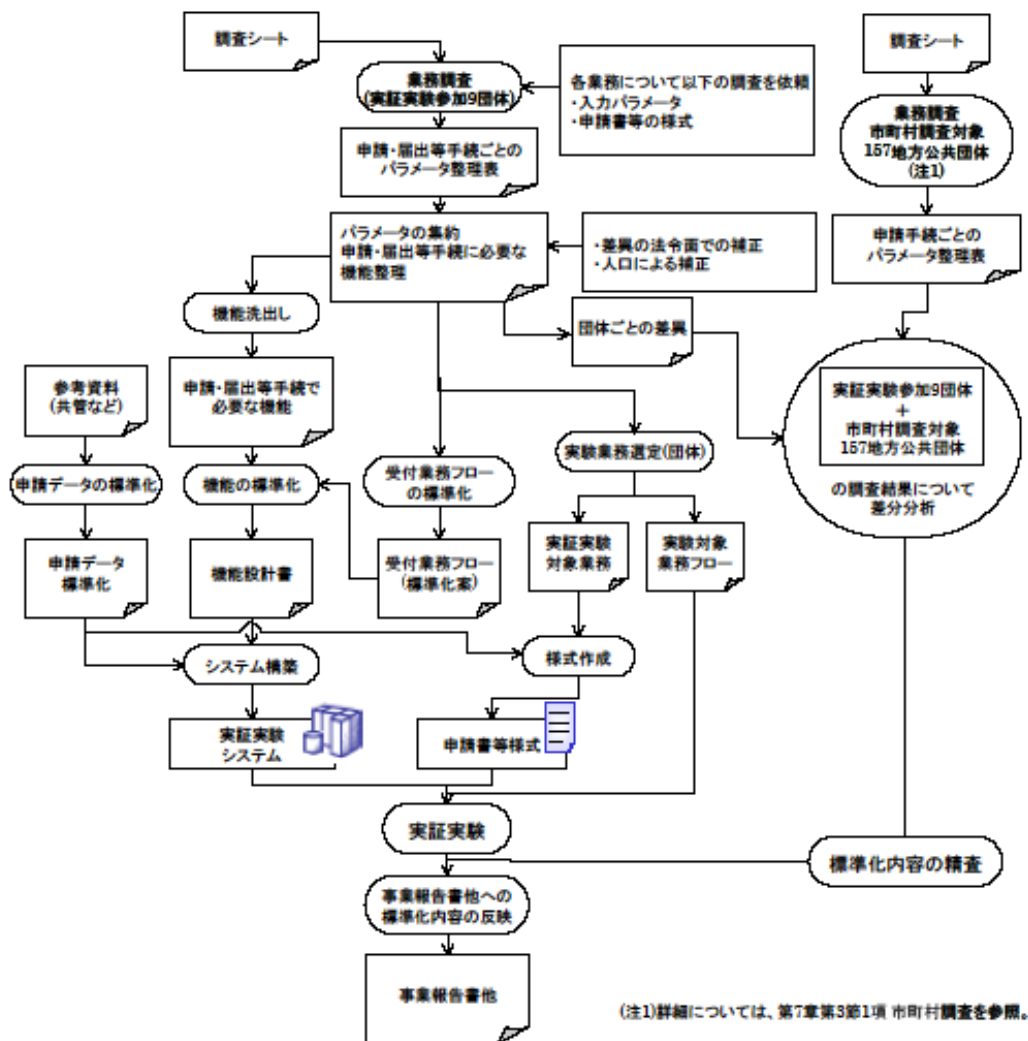 調査シート
業務調査
(実証実験参加9団体)
各業務について以下の調査を依頼
・入力パラメータ
・申請書等の様式
調査シート
業務調査
市町村調査対象
157地方公共団体
(注1)
申請・届出等手続ごとの
パラメータ整理表
パラメータの集約
申請・届出等手続に必要な
機能整理
・差異の法令面での補正
・人口による補正
申請手続ごとの
パラメータ整理表
機能洗出し
団体ごとの差異
参考資料
(共管など)
申請・届出等手続で
必要な機能
実証実験参加9団体
+
市町村調査対象
157地方公共団体
の調査結果について
差分分析
実験業務選定(団体)
申請データの標準化
機能の標準化
受付業務フロー
の標準化
申請データ
標準化
機能設計書
受付業務フロー
(標準化案)
実証実験
対象業務
実験対象
業務フロー
システム構築
様式作成
実証実験
システム
申請書等様式
実証実験
標準化内容の精査
事業報告書他への
標準化内容の反映
事業報告書他
(注1)詳細については、第7章第3節1項 市町村調査を参照。